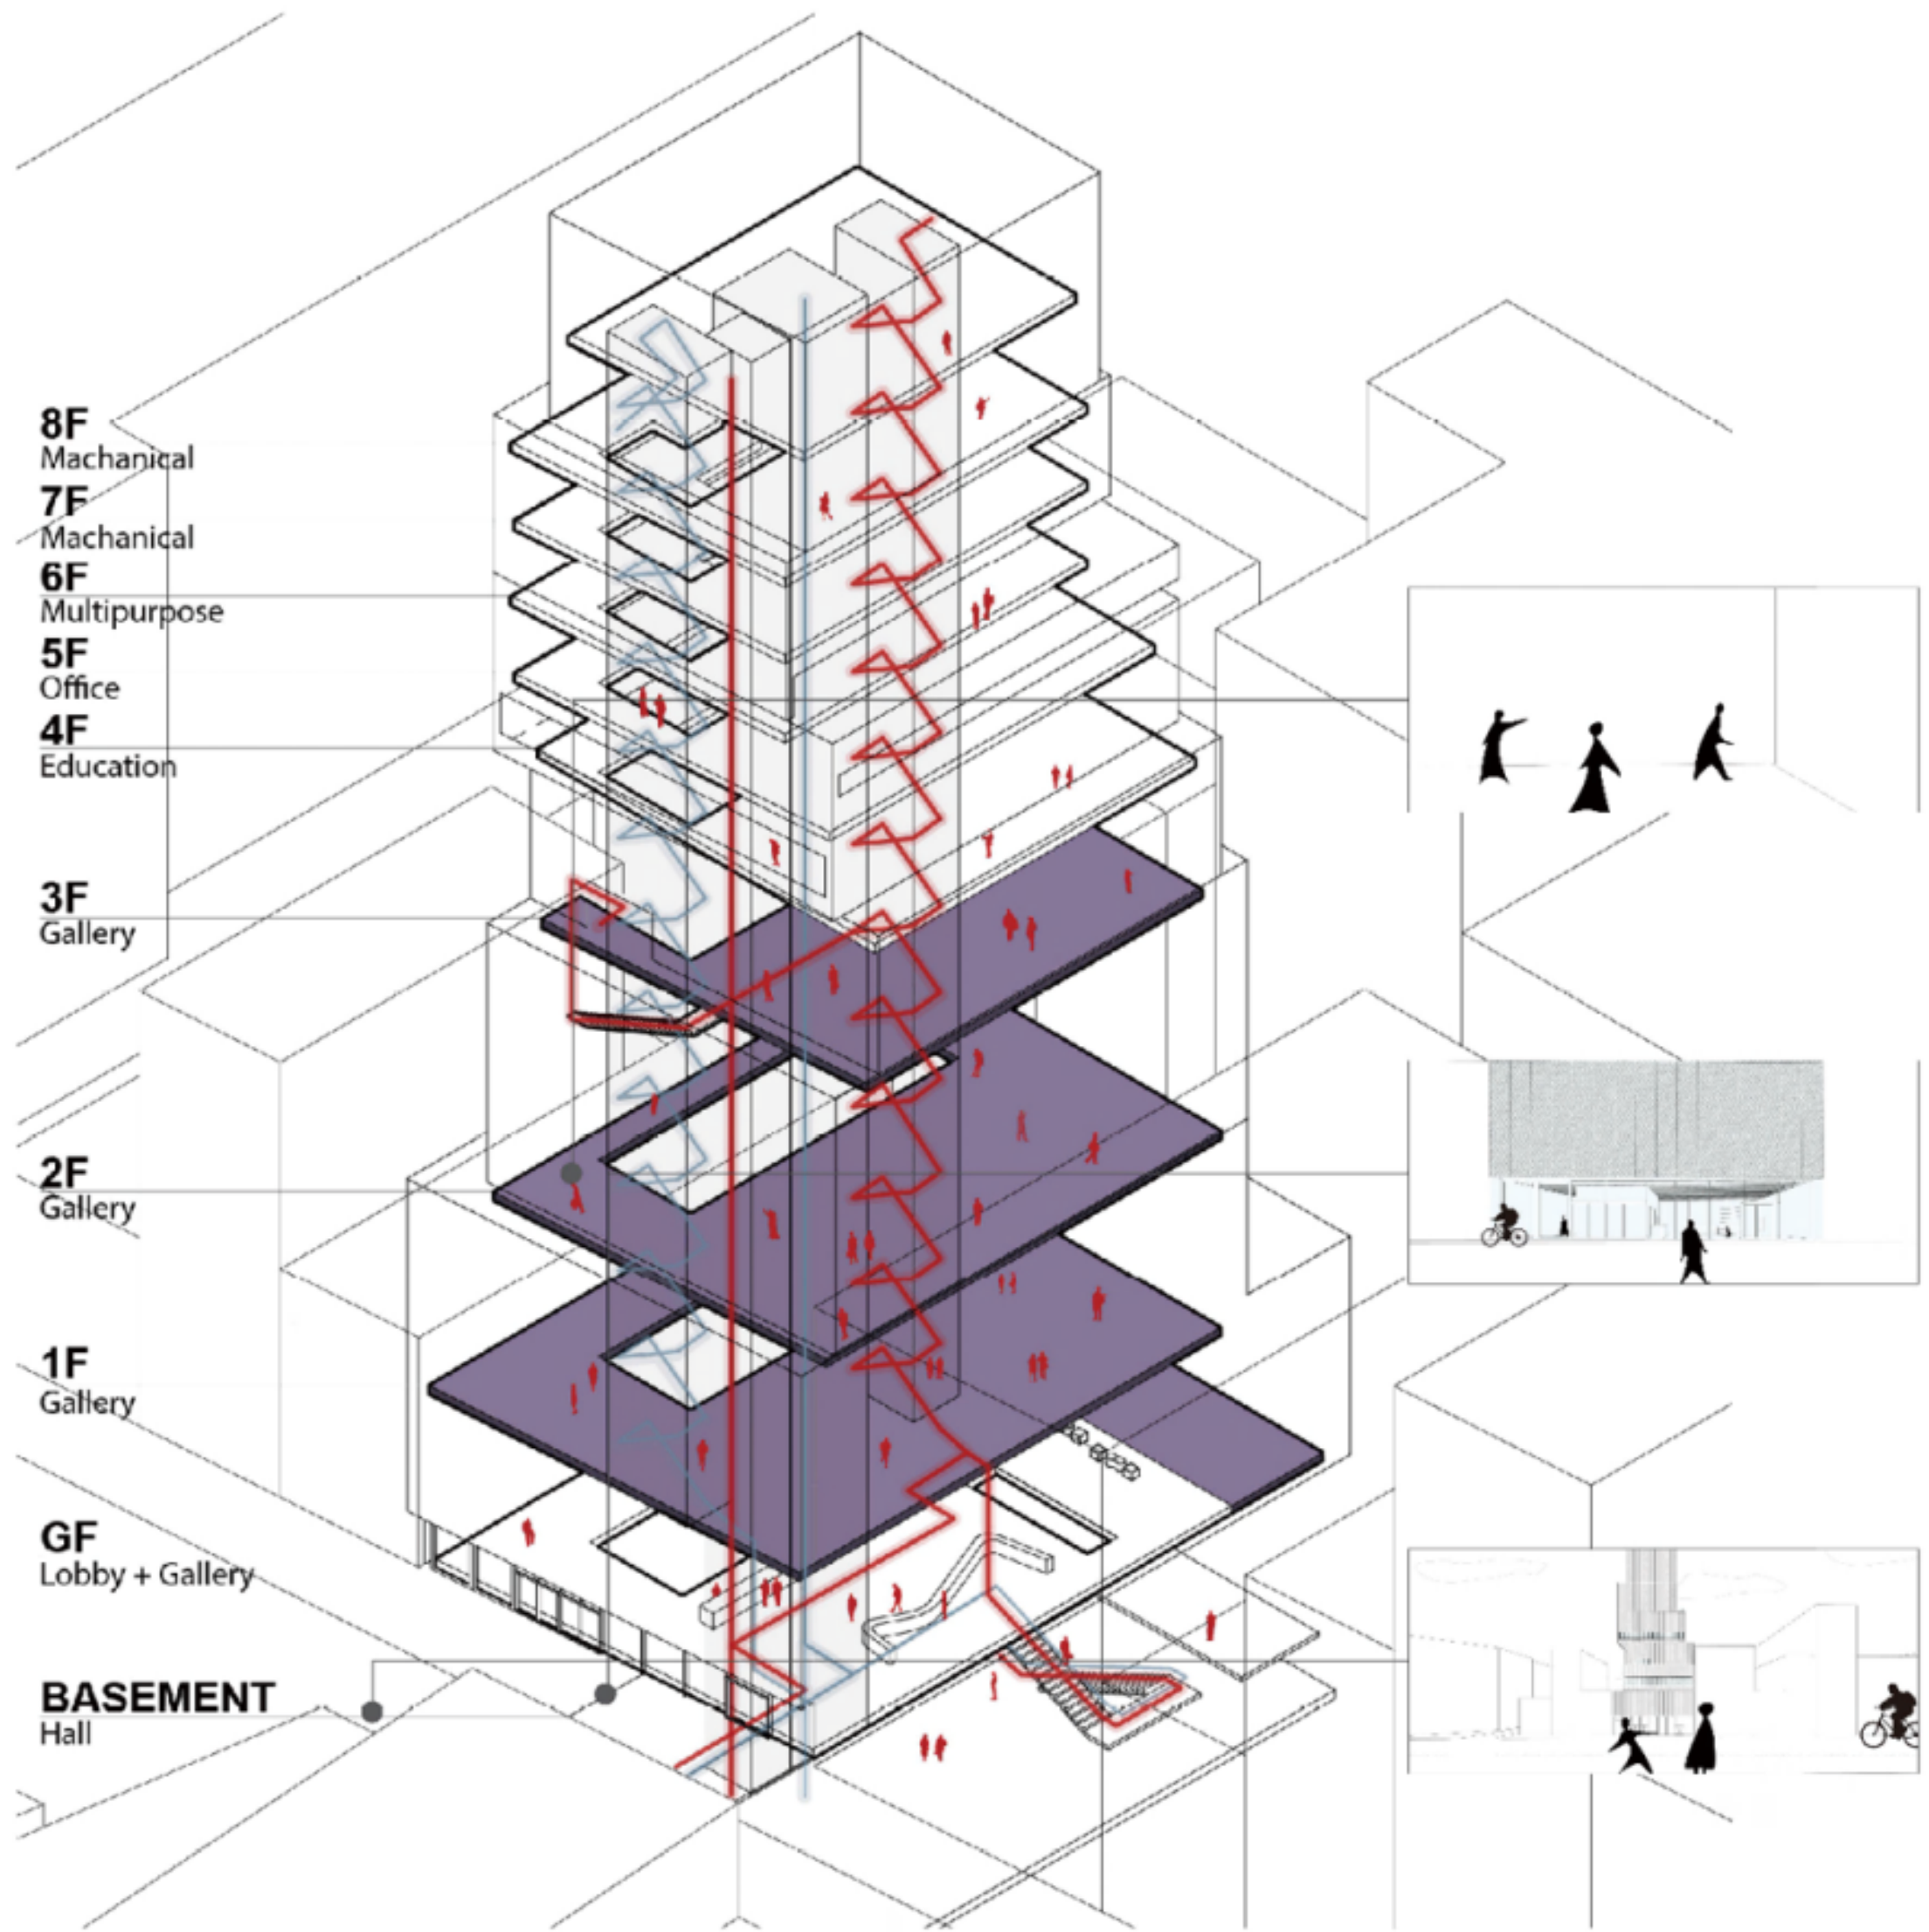 8F
Machanical
7F
Machanical
6F
Multipurpose
5F
Office
4F
Education
3F
Gallery
2F
Gallery
1F
Gallery
GF
Lobby + Gallery
BASEMENT
Hall